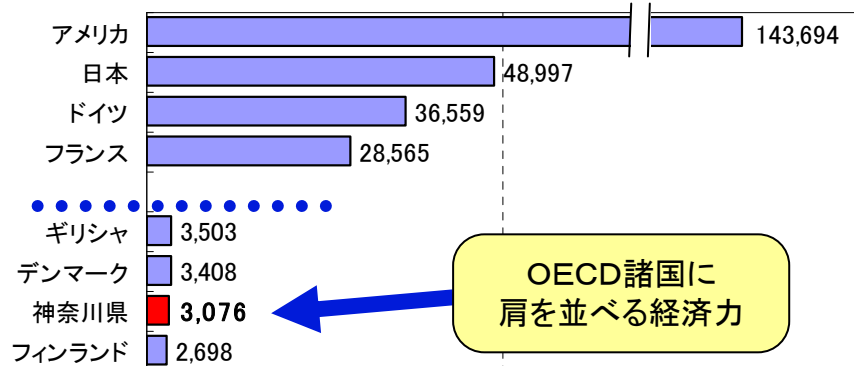 アメリカ 143,694
日本 48,997
ドイツ 36,559
フランス 28,565
ギリシャ 3,503
デンマーク 3,408
神奈川県 3,076
フィンランド 2,698
OECD諸国に
肩を並べる経済力